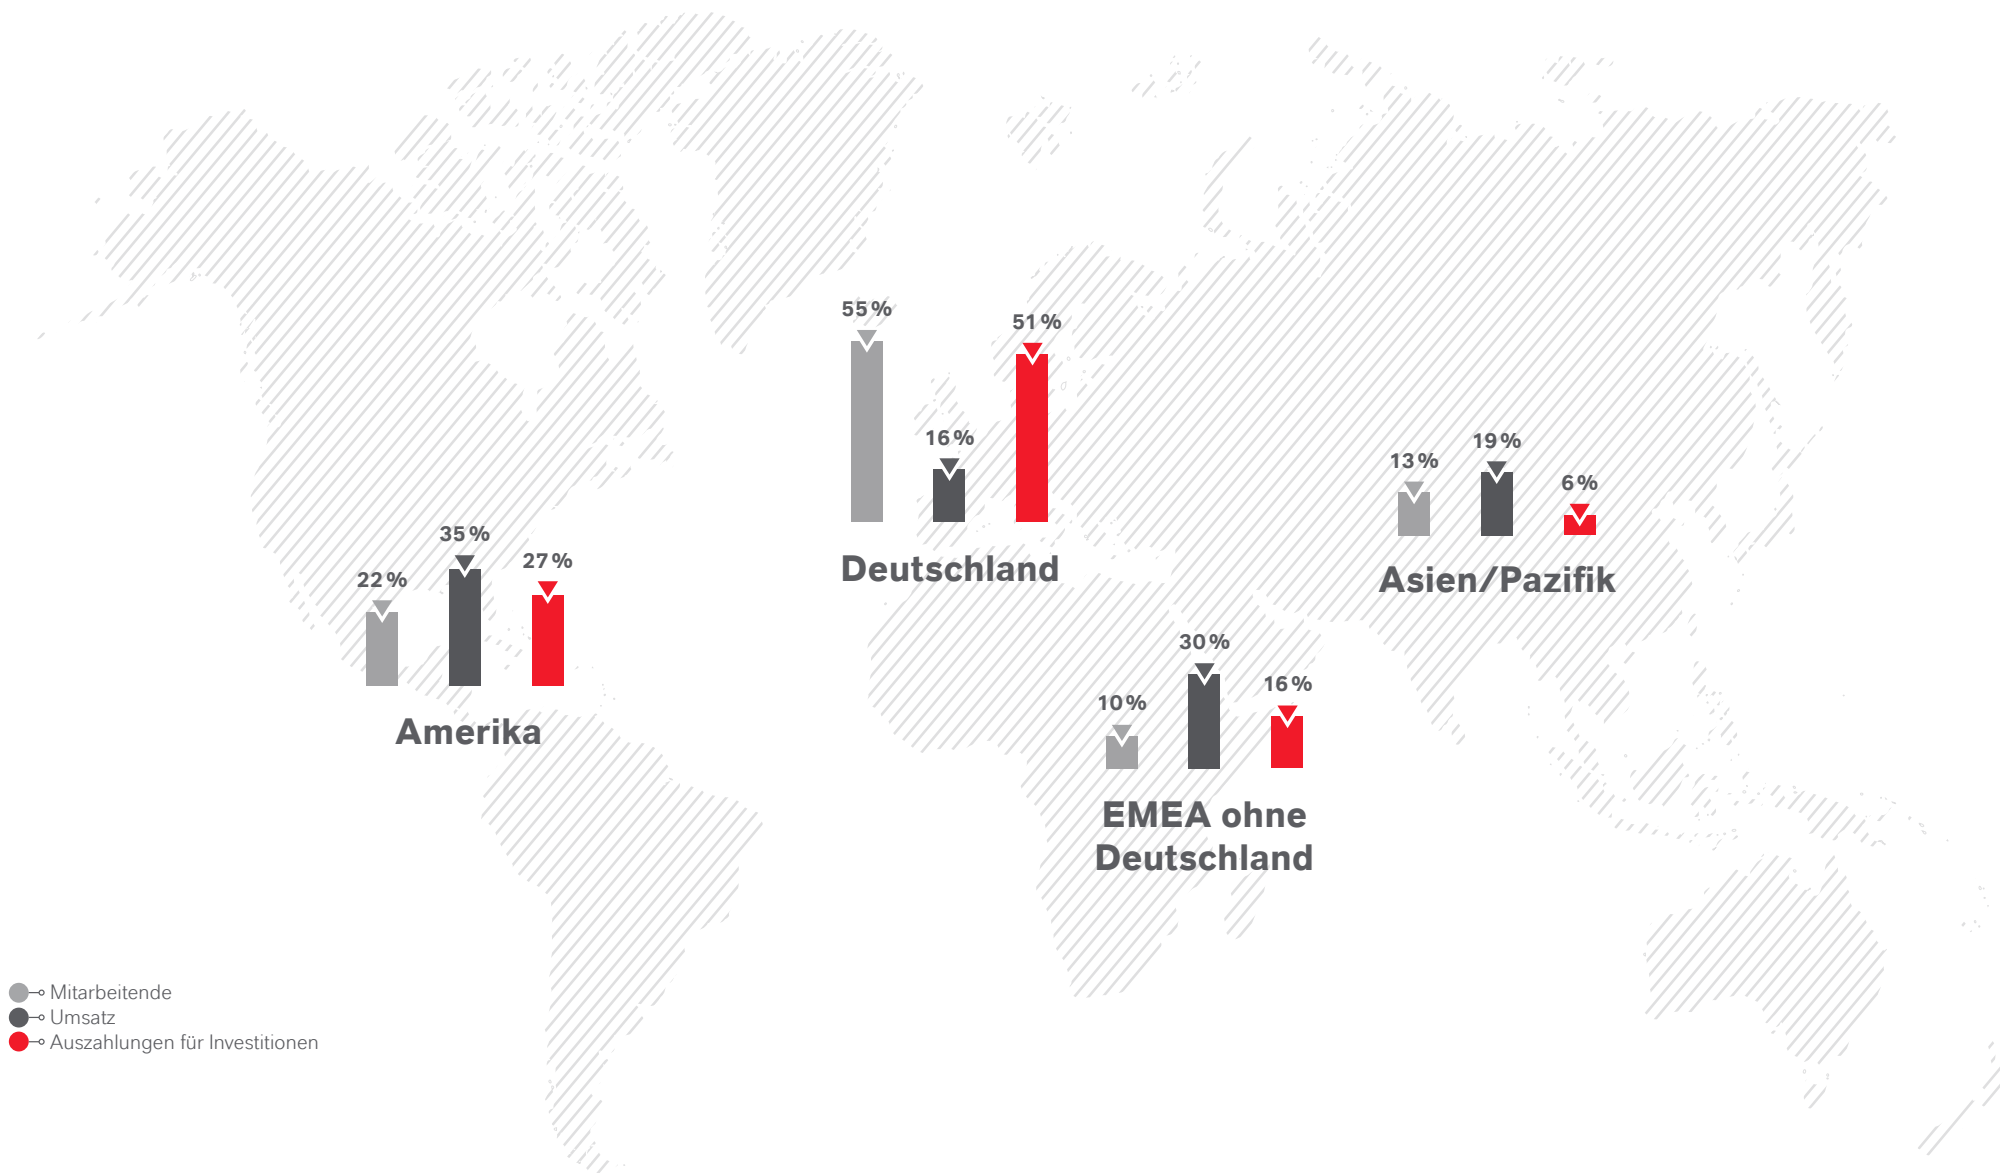 55 %
16 %
51 %
Deutschland
13 %
19 %
6 %
Asien/Pazifik
22 %
35 %
27 %
Amerika
10 %
30 %
16 %
EMEA ohne
Deutschland
Mitarbeitende
Umsatz
Auszahlungen für Investitionen